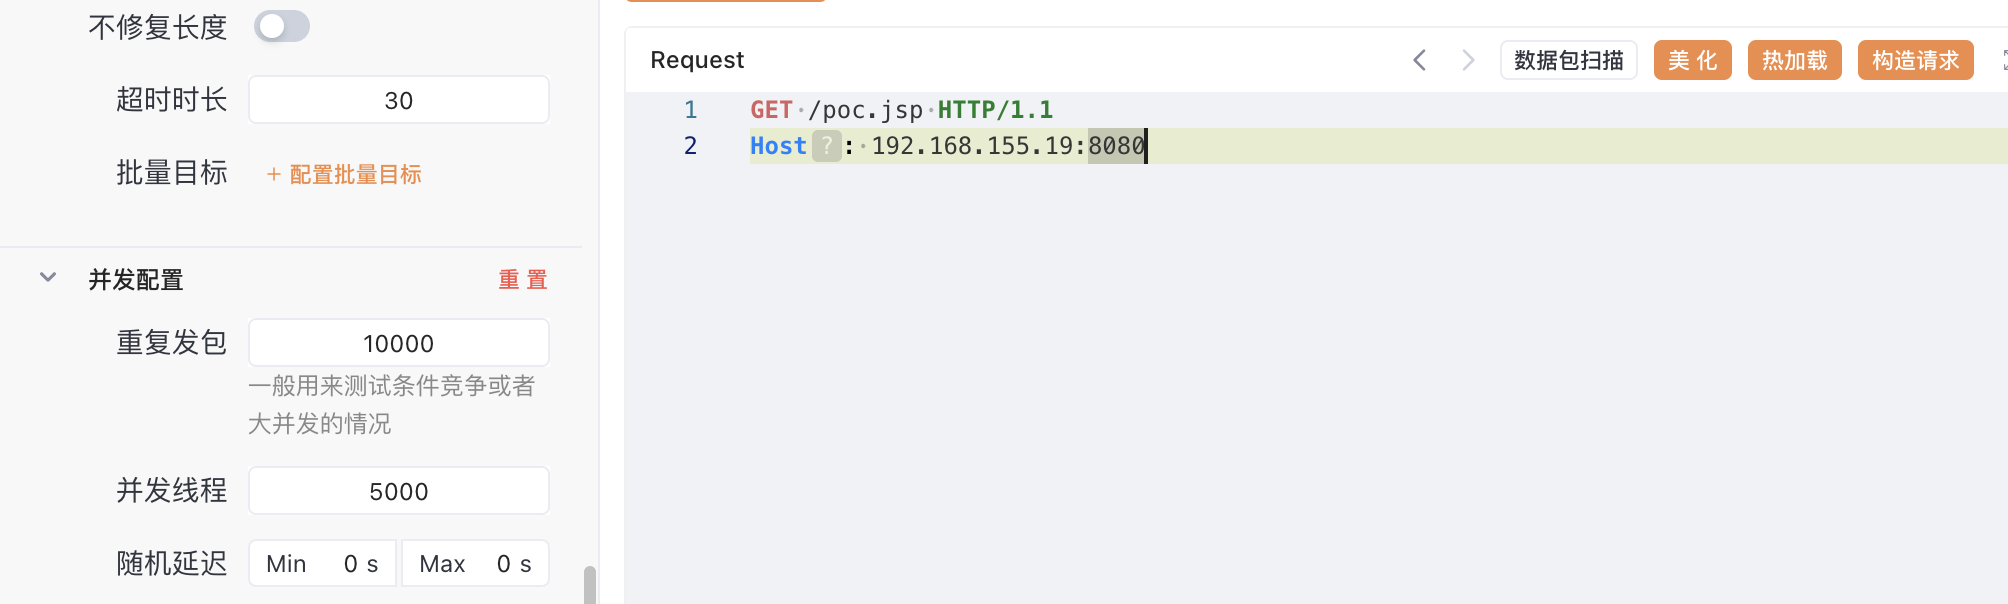 不修复长度
超时时长 30
批量目标 + 配置批量目标
并发配置 重 置
重复发包 10000
一般用来测试条件竞争或者
大并发的情况
并发线程 5000
随机延迟 Min 0 s Max 0 s
Request 数据包扫描 美 化 热加载 构造请求
1 GET /poc.jsp HTTP/1.1
2 Host ? : 192.168.155.19:8080